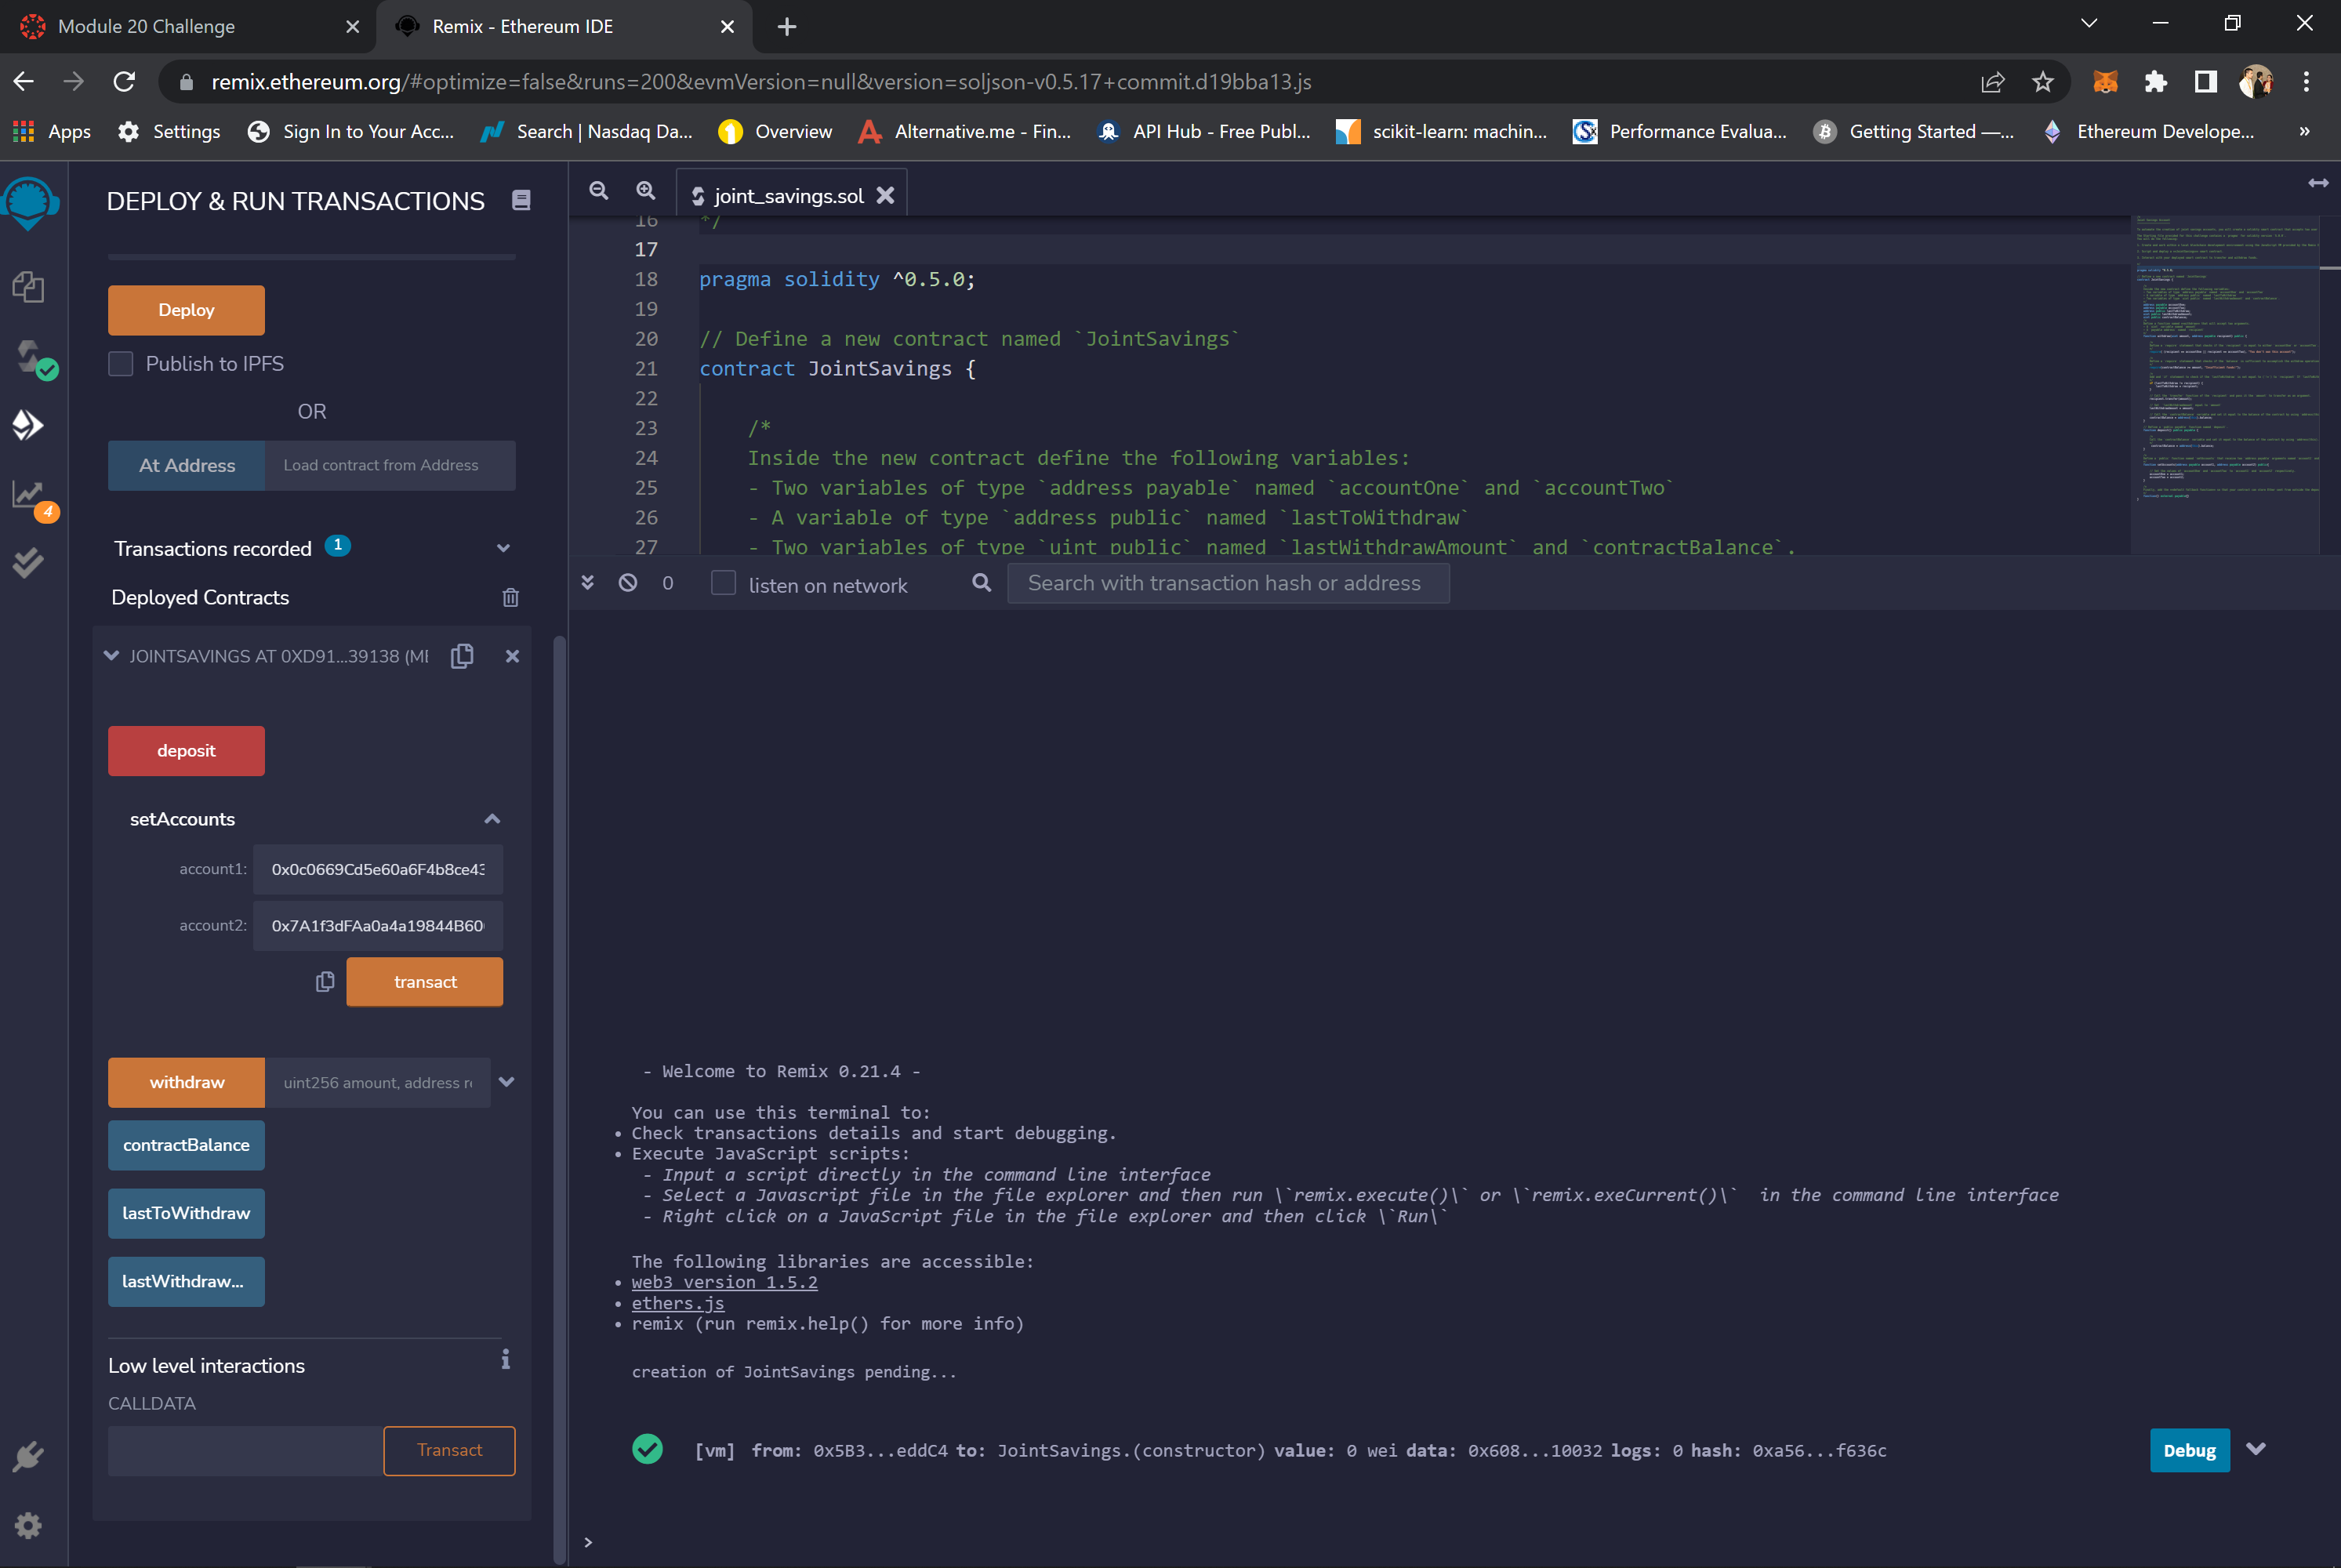 Module 20 Challenge
Remix - Ethereum IDE
remix.ethereum.org/#optimize=false&runs=200&evmVersion=null&version=soljson-v0.5.17+commit.d19bba13.js
Apps
Settings
Sign In to Your Acc...
Search | Nasdaq Da...
Overview
Alternative.me - Fin...
API Hub - Free Publ...
scikit-learn: machin...
Performance Evalua...
Getting Started —...
Ethereum Develope...
»
DEPLOY & RUN TRANSACTIONS
Deploy
Publish to IPFS
OR
At Address
Load contract from Address
4
Transactions recorded 1
Deployed Contracts
JOINTSAVINGS AT 0XD91...39138 (ME
deposit
setAccounts
account1: 0x0c0669Cd5e60a6F4b8ce43
account2: 0x7A1f3dFAa0a4a19844B60
transact
withdraw
uint256 amount, address re
contractBalance
lastToWithdraw
lastWithdraw...
Low level interactions
CALLDATA
Transact
joint_savings.sol
16 */
17
18 pragma solidity ^0.5.0;
19
20 // Define a new contract named `JointSavings`
21 contract JointSavings {
22
23 /*
24 Inside the new contract define the following variables:
25 - Two variables of type `address payable` named `accountOne` and `accountTwo`
26 - A variable of type `address public` named `lastToWithdraw`
27 - Two variables of type `uint public` named `lastWithdrawAmount` and `contractBalance`.
0
listen on network
Search with transaction hash or address
- Welcome to Remix 0.21.4 -
You can use this terminal to:
• Check transactions details and start debugging.
• Execute JavaScript scripts:
- Input a script directly in the command line interface
- Select a Javascript file in the file explorer and then run \`remix.execute()\` or \`remix.exeCurrent()\` in the command line interface
- Right click on a JavaScript file in the file explorer and then click \`Run\`
The following libraries are accessible:
• web3 version 1.5.2
• ethers.js
• remix (run remix.help() for more info)
creation of JointSavings pending...
[vm] from: 0x5B3...eddC4 to: JointSavings.(constructor) value: 0 wei data: 0x608...10032 logs: 0 hash: 0xa56...f636c
Debug
>